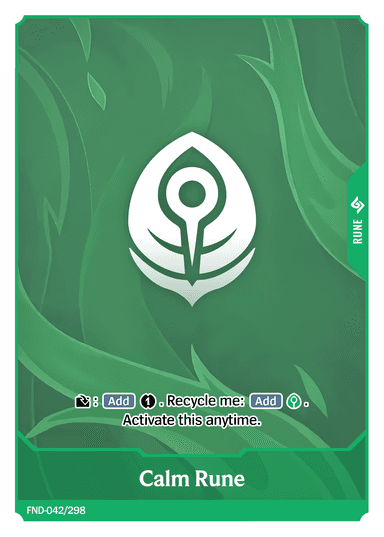 RUNE
: Add 1. Recycle me: Add .
Activate this anytime.
Calm Rune
FND-042/298